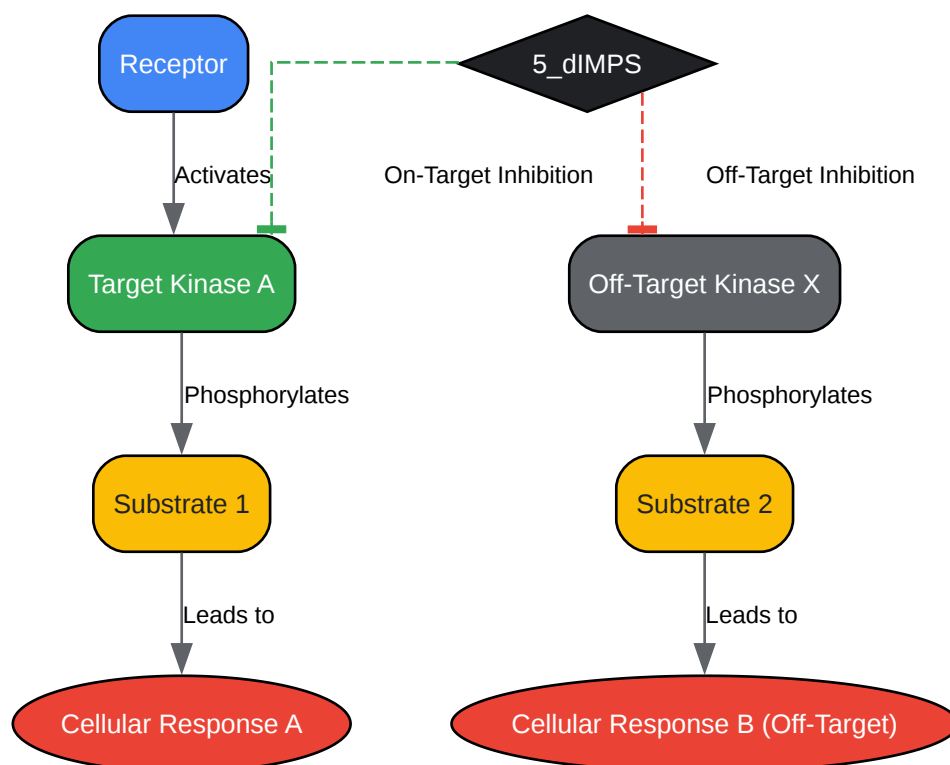 Receptor
5_dIMPS
Activates
On-Target Inhibition
Off-Target Inhibition
Target Kinase A
Off-Target Kinase X
Phosphorylates
Phosphorylates
Substrate 1
Substrate 2
Leads to
Leads to
Cellular Response A
Cellular Response B (Off-Target)